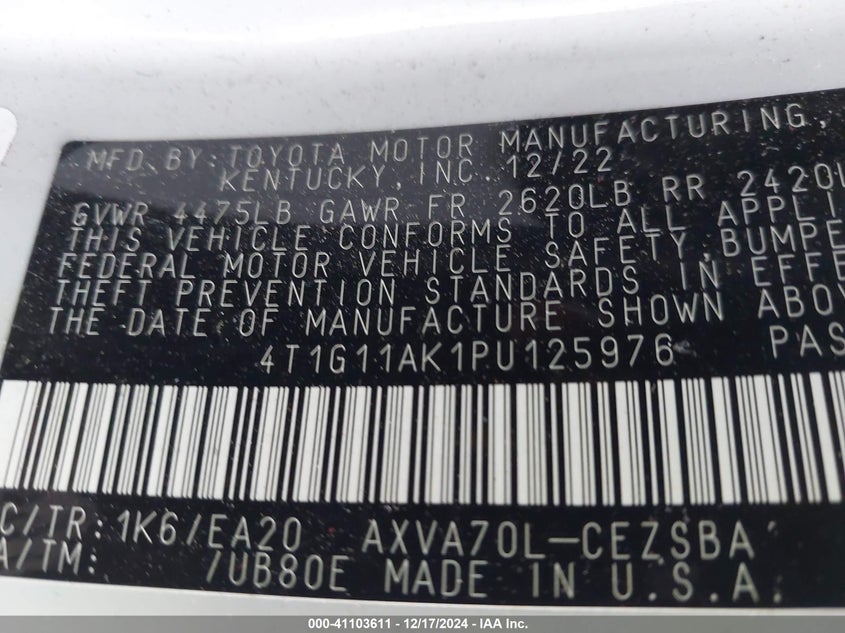 MFD. BY: TOYOTA MOTOR MANUFACTURING,
KENTUCKY, INC. 12/22
GVWR 4475LB GAWR FR 2620LB RR 2420L
THIS VEHICLE CONFORMS TO ALL APPLI
FEDERAL MOTOR VEHICLE SAFETY, BUMPE
THEFT PREVENTION STANDARDS IN EFFE
THE DATE OF MANUFACTURE SHOWN ABOV
4T1G11AK1PU125976 PAS
C/TR: 1K6/EA20 AXVA70L-CEZSBA
A/TM: /UB80E MADE IN U.S.A.
000-41103611 - 12/17/2024 - IAA Inc.